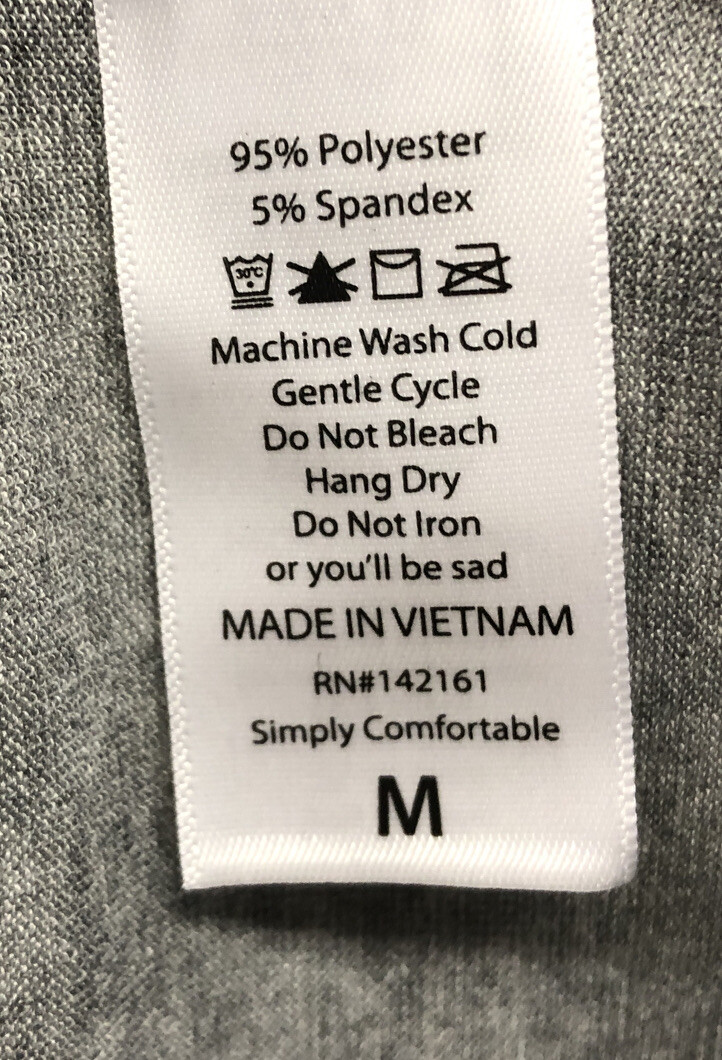 95% Polyester
5% Spandex
30°C
Machine Wash Cold
Gentle Cycle
Do Not Bleach
Hang Dry
Do Not Iron
or you'll be sad
MADE IN VIETNAM
RN#142161
Simply Comfortable
M